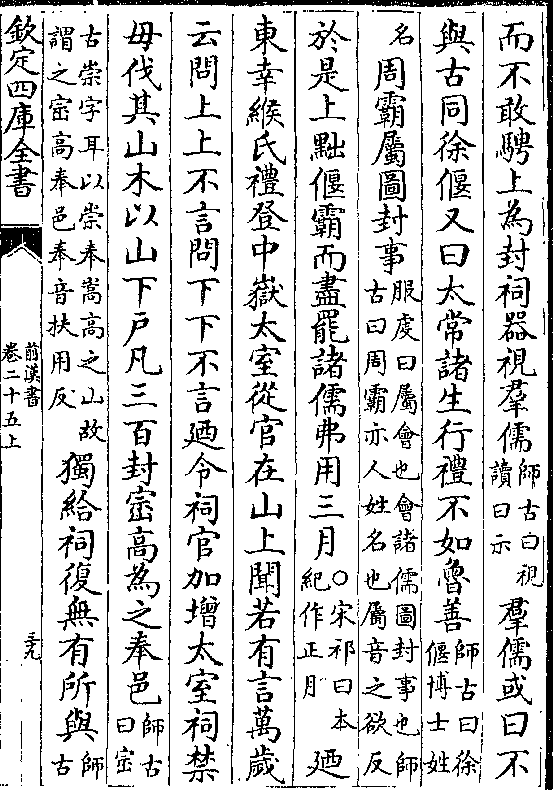 而不敢騁上為封祠器視羣儒師古曰視讀曰示羣儒或曰不
與古同徐偃又曰太常諸生行禮不如魯善師古曰徐偃博士姓
名周霸屬圖封事服虔曰屬會也會諸儒圖封事也師古曰周霸亦人姓名也屬音之欲反
於是上黜偃霸而盡罷諸儒弗用三月○宋祁曰本紀作正月廼
東幸緱氏禮登中嶽太室從官在山上聞若有言萬歲
云問上上不言問下下不言廼令祠官加增太室祠禁
毋伐其山木以山下戶凡三百封崈高為之奉邑師古曰崈
古崇字耳以崇奉嵩高之山故謂之崈高奉邑奉音扶用反獨給祠復無有所與師古
欽定四庫全書
前漢書
卷二十五上
三九